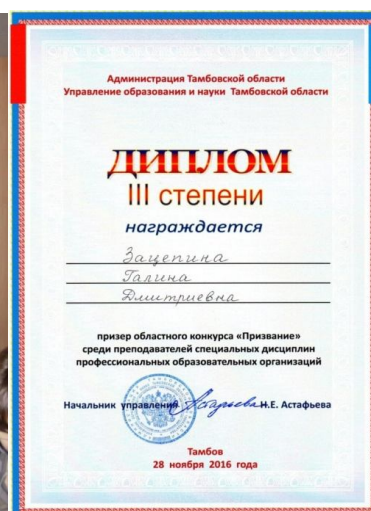 Администрация Тамбовской области
Управление образования и науки Тамбовской области
ДИПЛОМ
III степени
награждается
Зацепина
Галина
Дмитриевна
призер областного конкурса «Призвание»
среди преподавателей специальных дисциплин
профессиональных образовательных организаций
Начальник управления Н.Е. Астафьева
Тамбов
28 ноября 2016 года